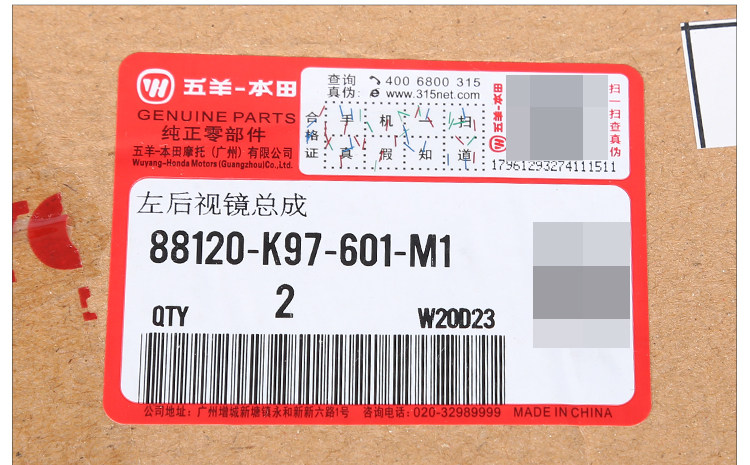 五羊-本田
GENUINE PARTS
纯正零部件
五羊-本田摩托（广州）有限公司
Wuyang-Honda Motors (Guangzhou)Co.,Ltd.
查询 400 6800 315
真伪: www.315net.com
合格证
手 机 一 扫
真 假 知 道
五羊-本田
扫一扫查真伪
17961293274111511
左后视镜总成
88120-K97-601-M1
QTY 2 W20D23
公司地址：广州增城新塘镇永和新新六路1号 咨询电话：020-32989999 MADE IN CHINA